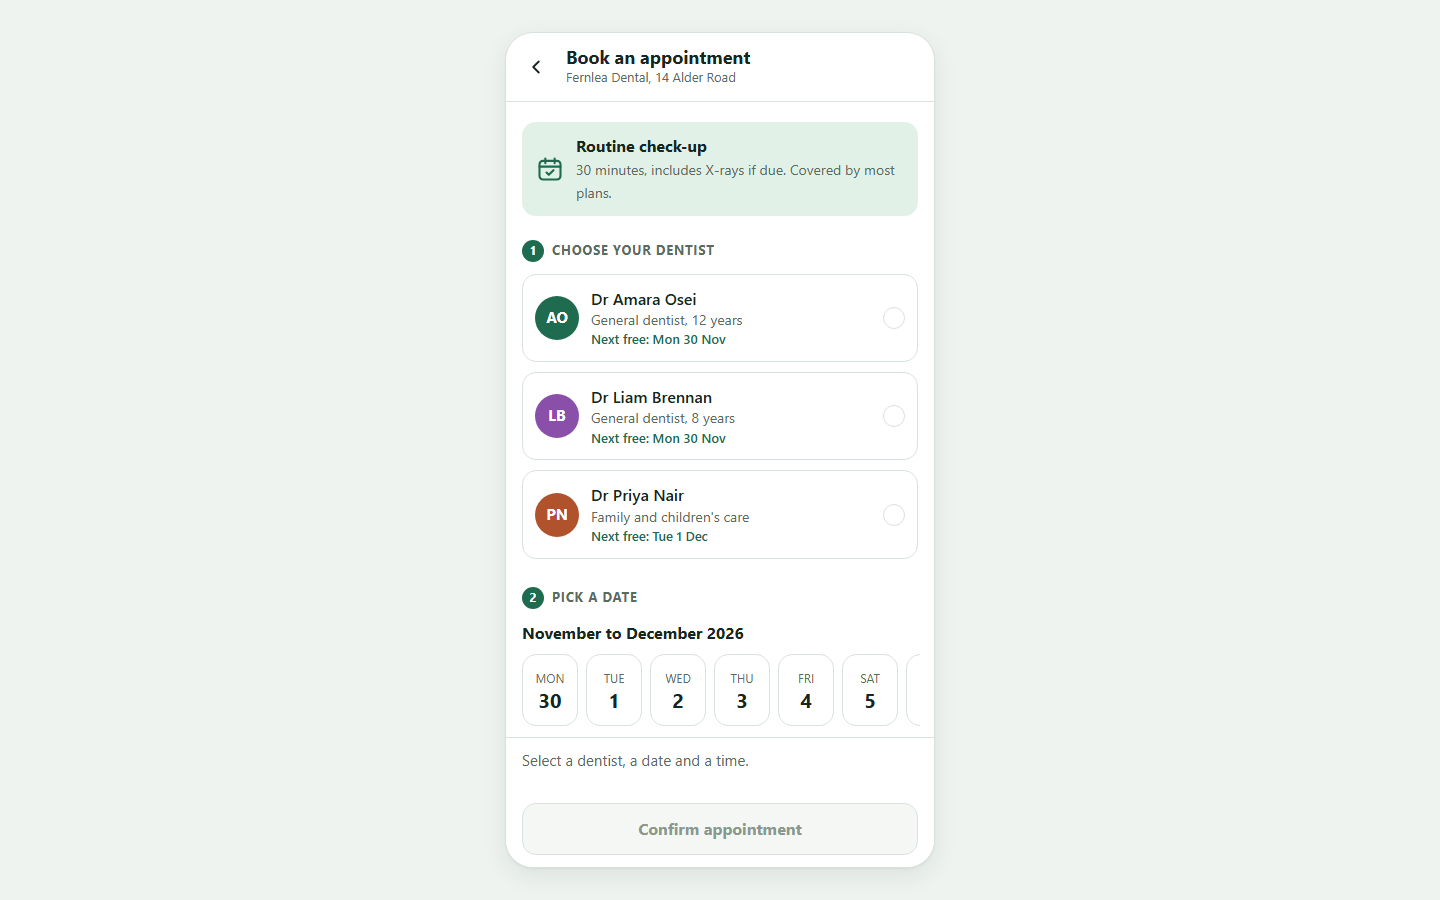 Book an appointment
Fernlea Dental, 14 Alder Road
Routine check-up
30 minutes, includes X-rays if due. Covered by most
plans.
1 CHOOSE YOUR DENTIST
AO
Dr Amara Osei
General dentist, 12 years
Next free: Mon 30 Nov
LB
Dr Liam Brennan
General dentist, 8 years
Next free: Mon 30 Nov
PN
Dr Priya Nair
Family and children's care
Next free: Tue 1 Dec
2 PICK A DATE
November to December 2026
MON TUE WED THU FRI SAT
30 1 2 3 4 5
Select a dentist, a date and a time.
Confirm appointment